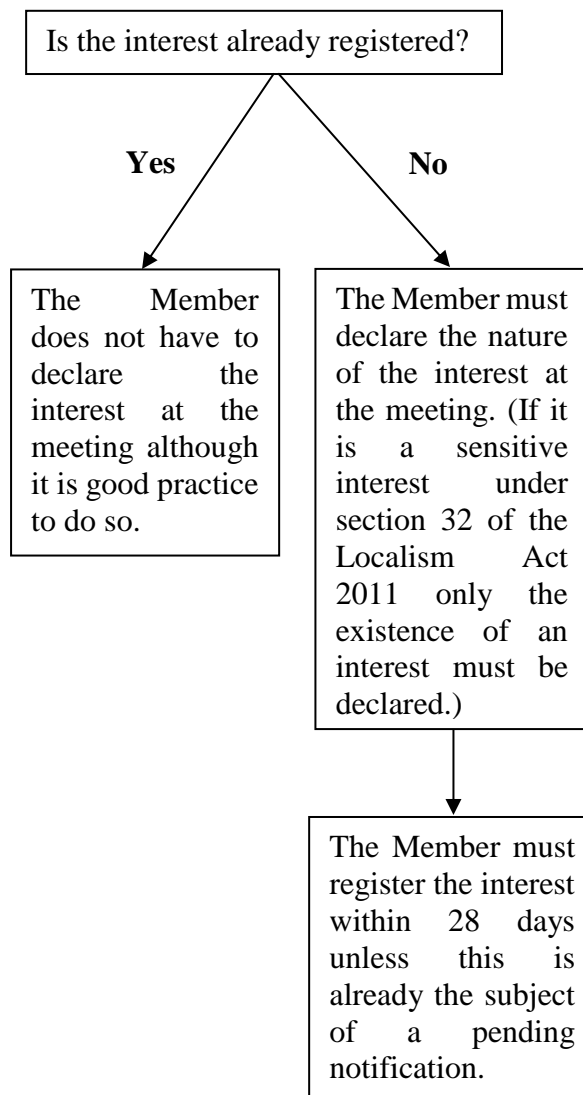 Is the interest already registered?
Yes
No
The Member
does not have to
declare the
interest at the
meeting although
it is good practice
to do so.
The Member must
declare the nature
of the interest at
the meeting. (If it
is a sensitive
interest under
section 32 of the
Localism Act
2011 only the
existence of an
interest must be
declared.)
The Member must
register the interest
within 28 days
unless this is
already the subject
of a pending
notification.